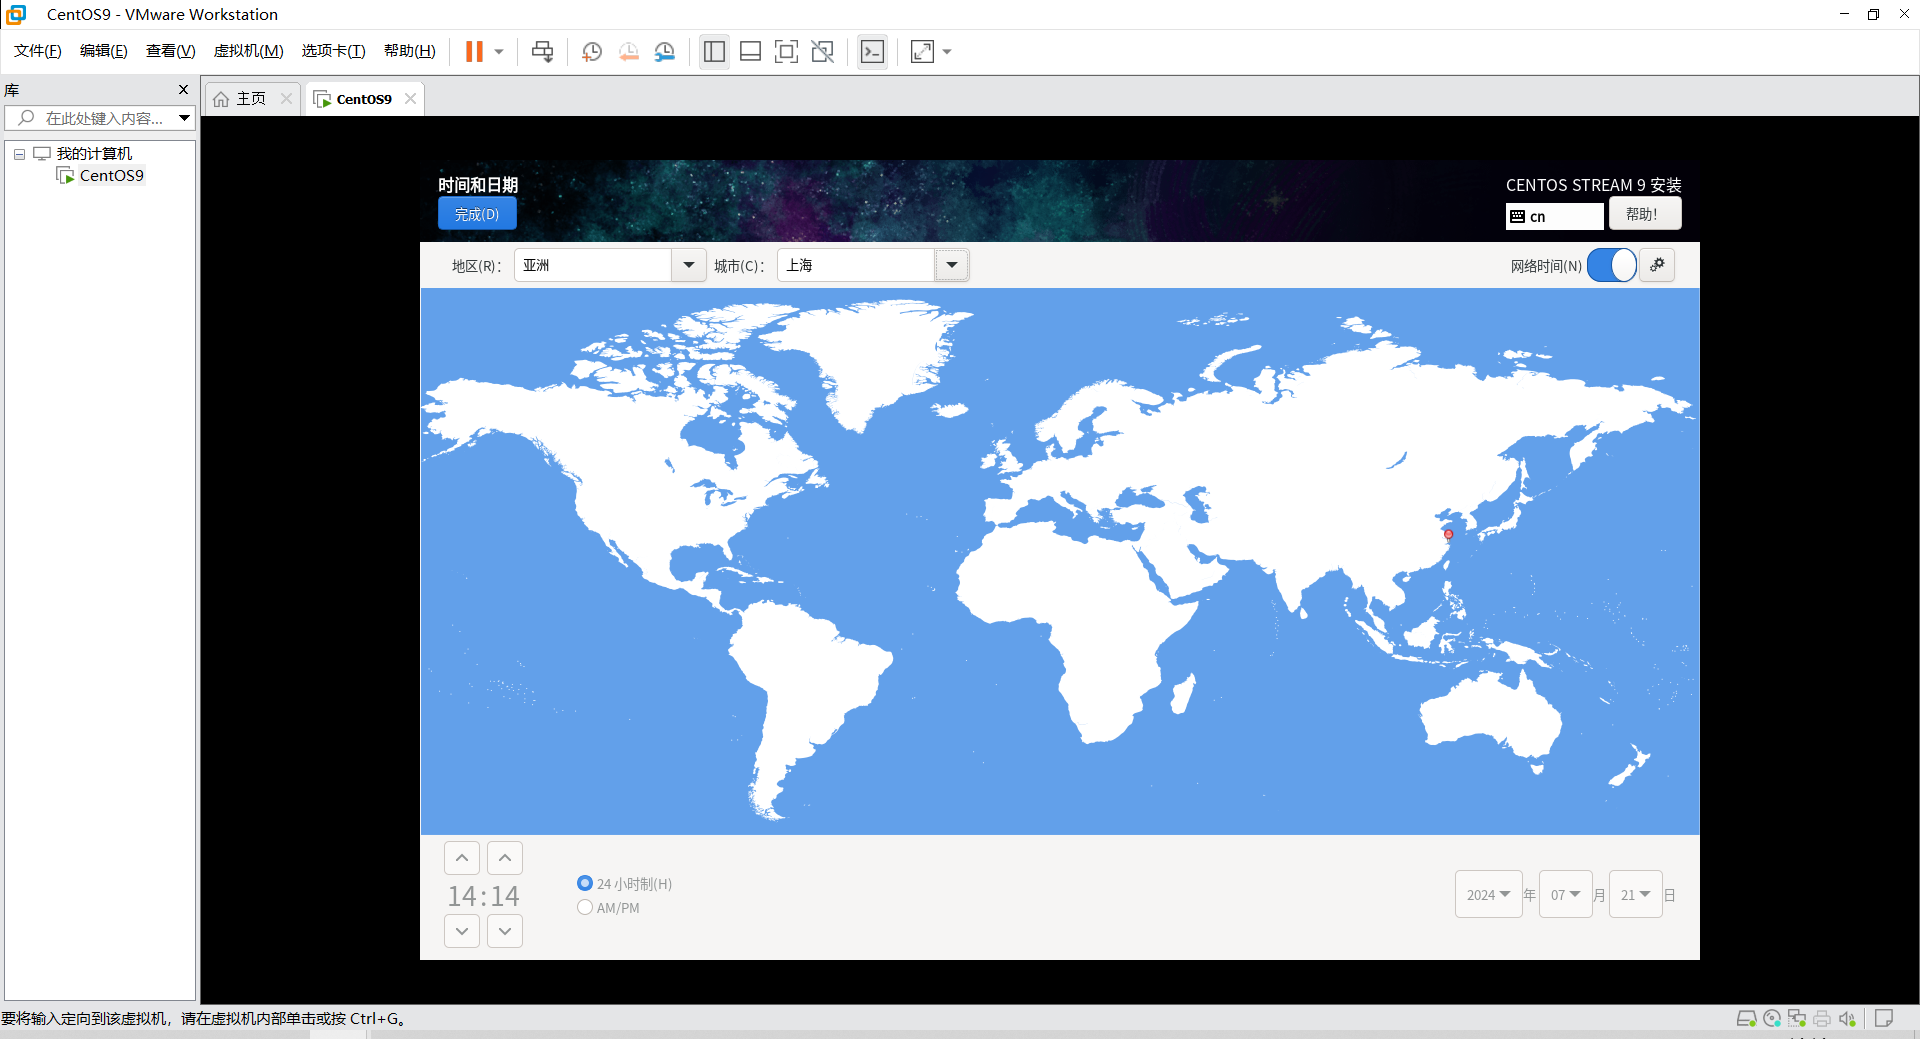 CentOS9 - VMware Workstation
文件(F) 编辑(E) 查看(V) 虚拟机(M) 选项卡(T) 帮助(H)
库
在此处键入内容...
我的计算机
CentOS9
主页
CentOS9
时间和日期
完成(D)
CENTOS STREAM 9 安装
cn
帮助!
地区(R): 亚洲 城市(C): 上海
网络时间(N)
14:14
24 小时制(H)
AM/PM
2024 年 07 月 21 日
要将输入定向到该虚拟机，请在虚拟机内部单击或按 Ctrl+G。